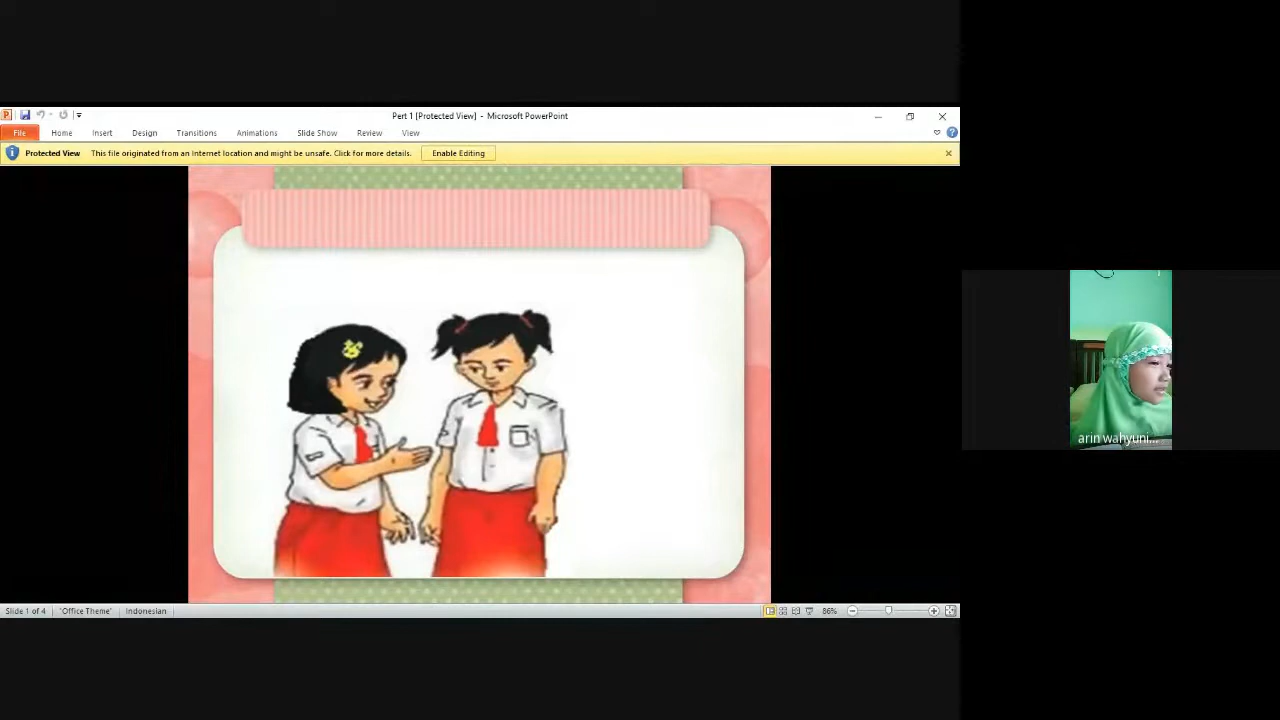 Pert 1 [Protected View] - Microsoft PowerPoint
File Home Insert Design Transitions Animations Slide Show Review View
Protected View This file originated from an Internet location and might be unsafe. Click for more details. Enable Editing
arin wahyuni...
Slide 1 of 4 'Office Theme' Indonesian 86%